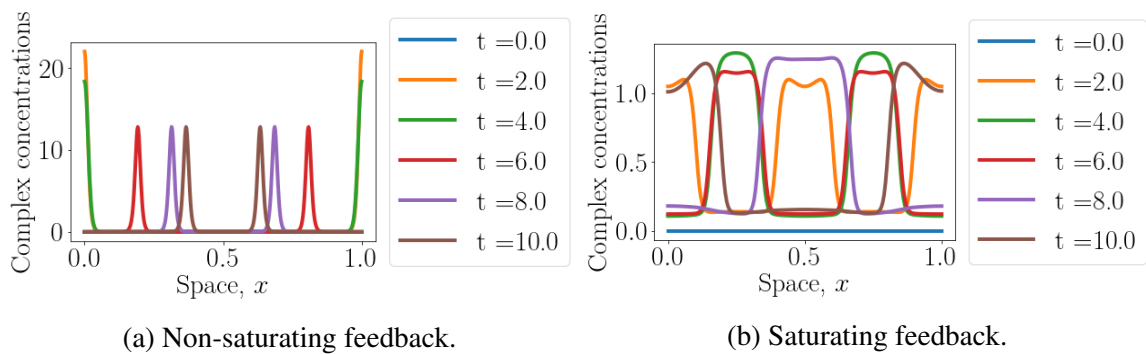 Complex concentrations
20
10
0
0.0 0.5 1.0
Space, x
t =0.0
t =2.0
t =4.0
t =6.0
t =8.0
t =10.0
(a) Non-saturating feedback.
Complex concentrations
1.0
0.5
0.0
0.0 0.5 1.0
Space, x
t =0.0
t =2.0
t =4.0
t =6.0
t =8.0
t =10.0
(b) Saturating feedback.